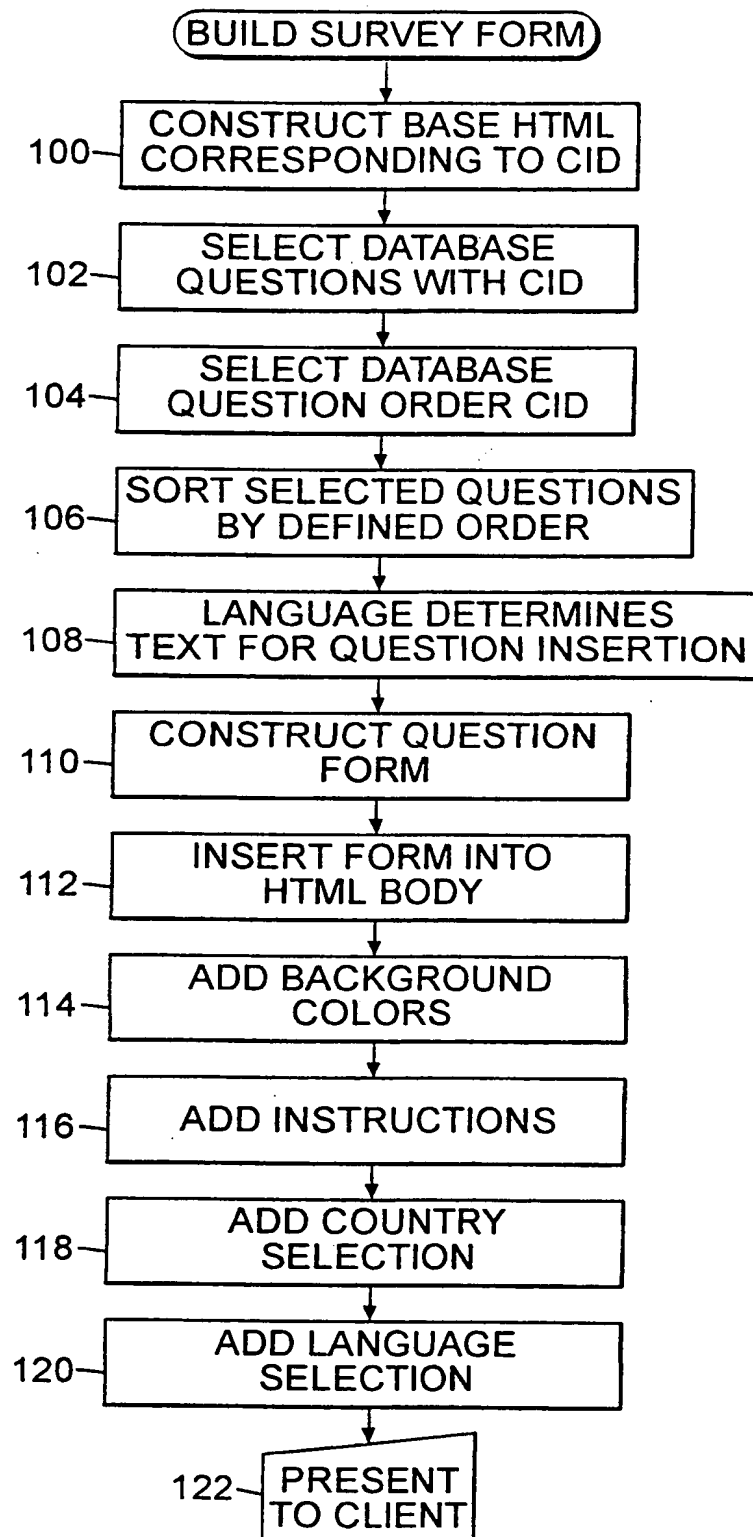 BUILD SURVEY FORM
100
CONSTRUCT BASE HTML
CORRESPONDING TO CID
102
SELECT DATABASE
QUESTIONS WITH CID
104
SELECT DATABASE
QUESTION ORDER CID
106
SORT SELECTED QUESTIONS
BY DEFINED ORDER
108
LANGUAGE DETERMINES
TEXT FOR QUESTION INSERTION
110
CONSTRUCT QUESTION
FORM
112
INSERT FORM INTO
HTML BODY
114
ADD BACKGROUND
COLORS
116
ADD INSTRUCTIONS
118
ADD COUNTRY
SELECTION
120
ADD LANGUAGE
SELECTION
122
PRESENT
TO CLIENT